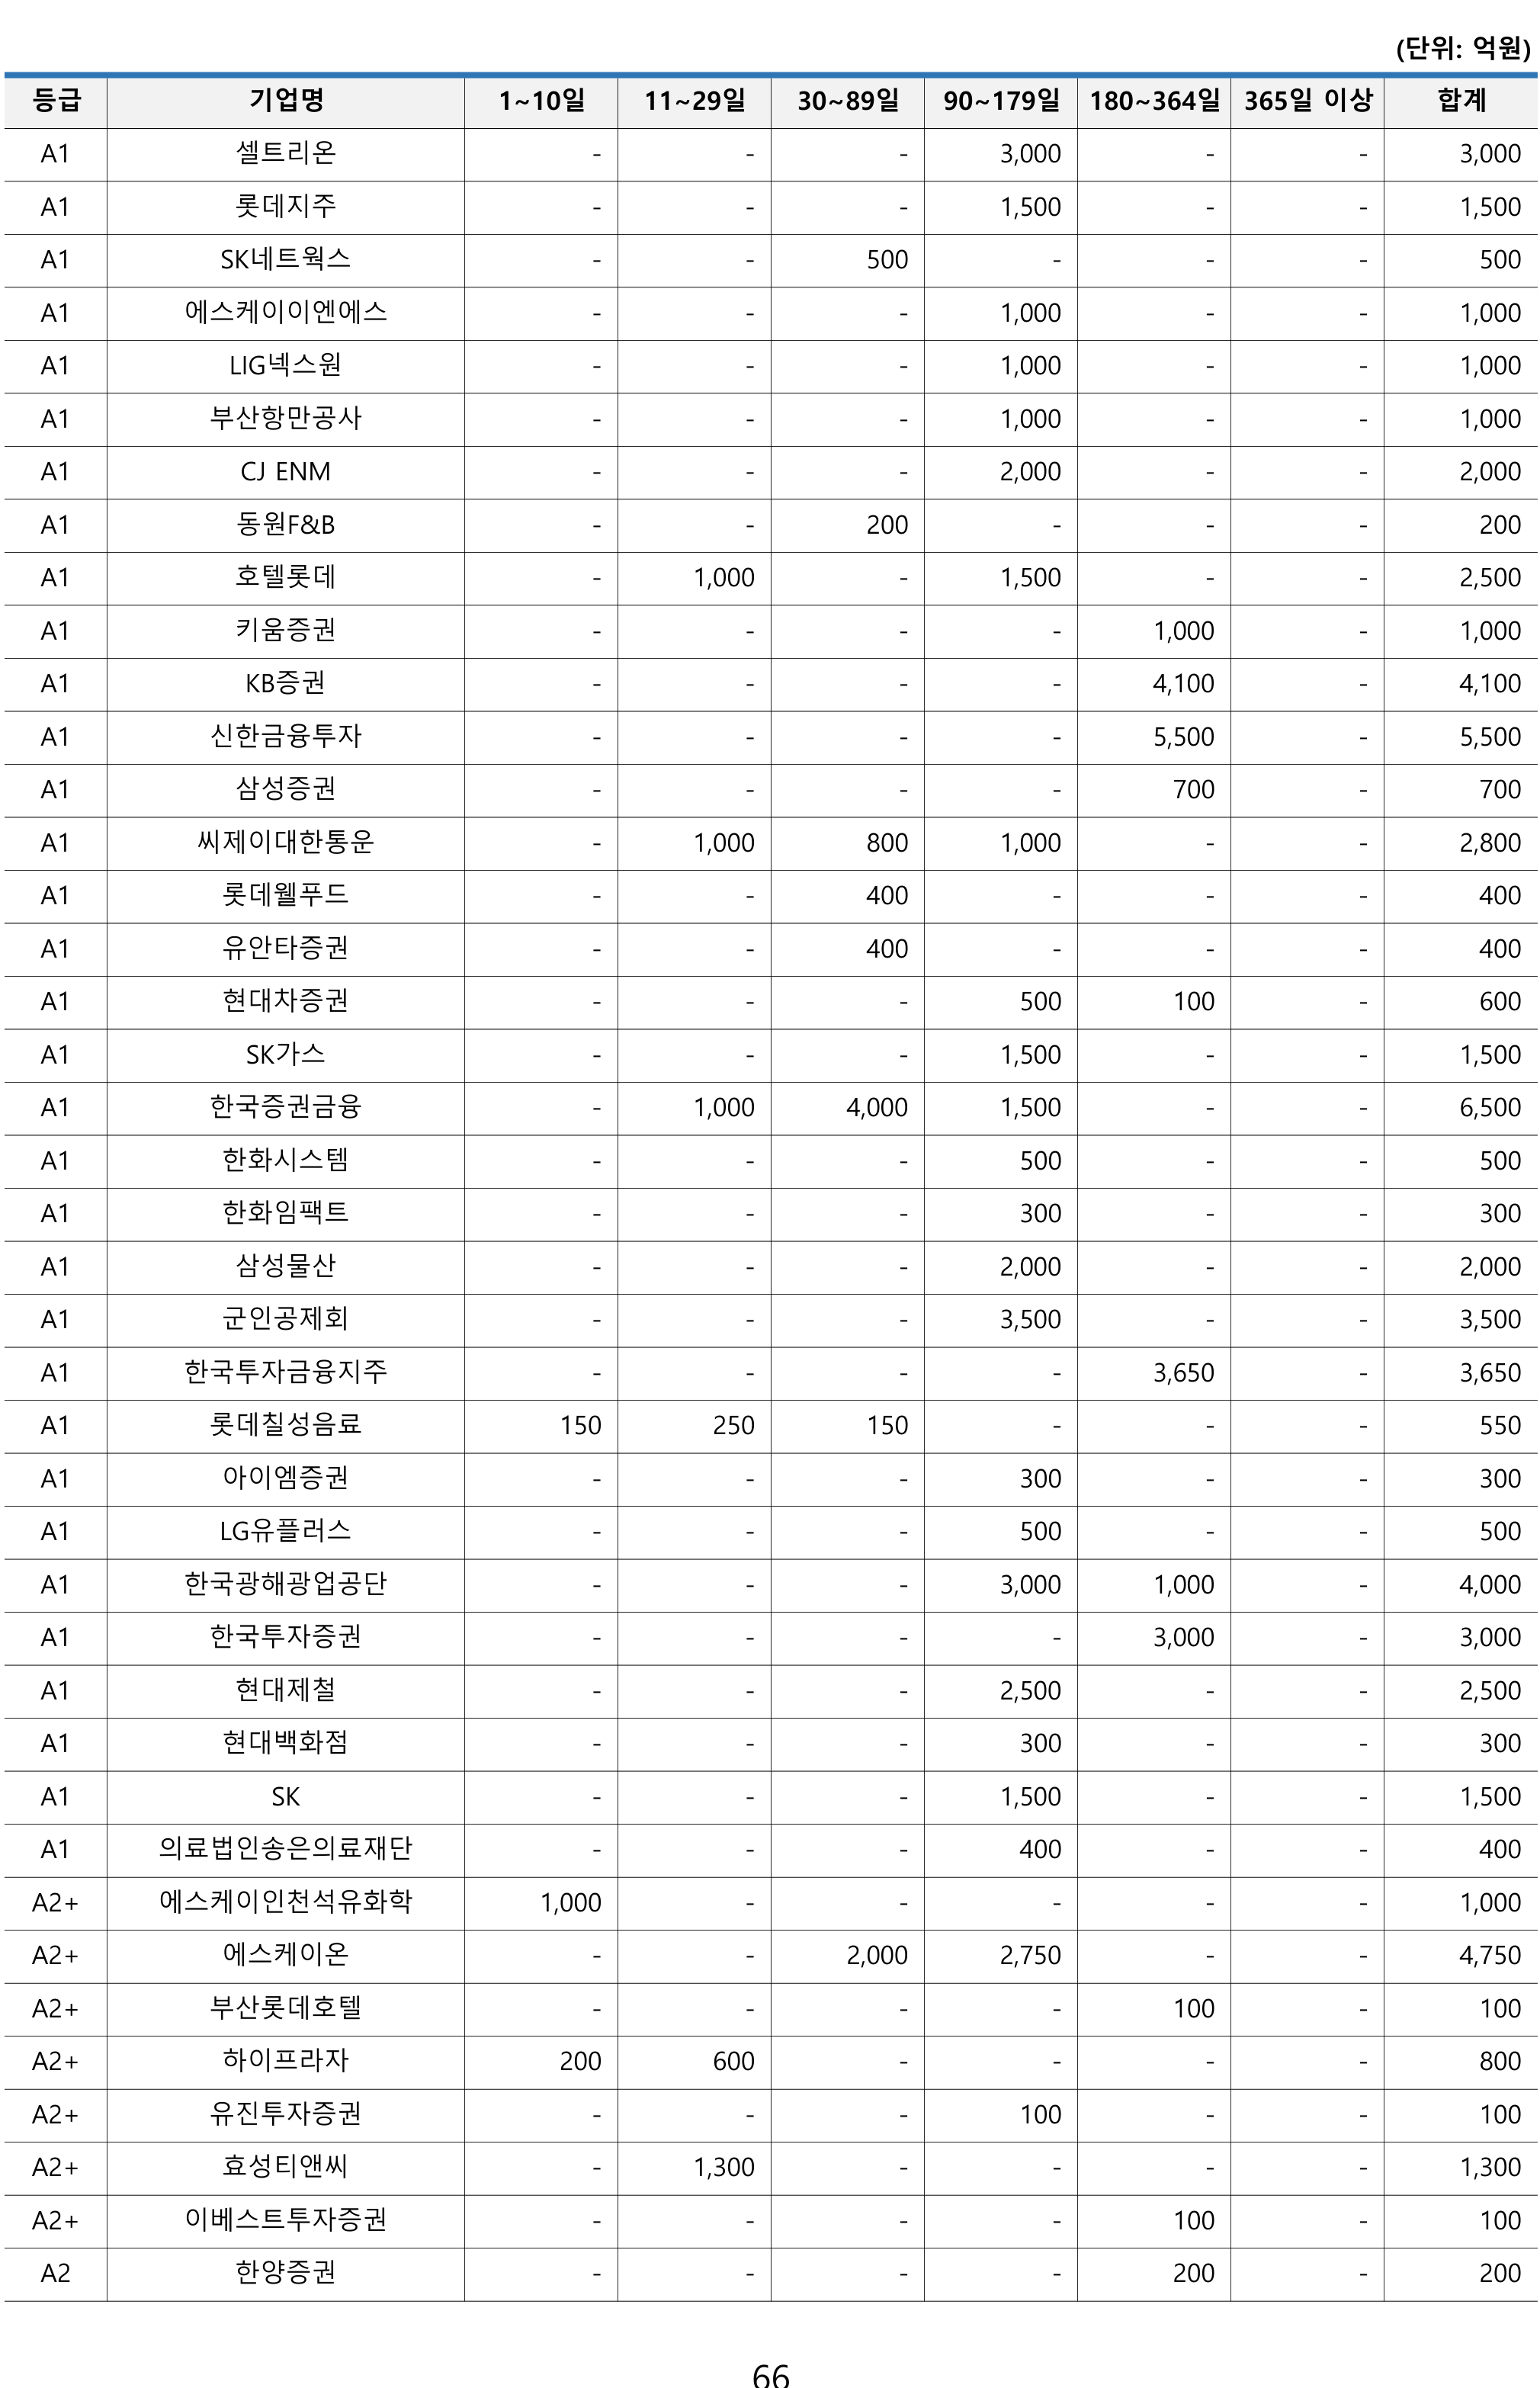 (단위: 억원)
등급 기업명 1~10일 11~29일 30~89일 90~179일 180~364일 365일 이상 합계
A1 셀트리온 - - - 3,000 - - 3,000
A1 롯데지주 - - - 1,500 - - 1,500
A1 SK네트웍스 - - 500 - - - 500
A1 에스케이이엔에스 - - - 1,000 - - 1,000
A1 LIG넥스원 - - - 1,000 - - 1,000
A1 부산항만공사 - - - 1,000 - - 1,000
A1 CJ ENM - - - 2,000 - - 2,000
A1 동원F&B - - 200 - - - 200
A1 호텔롯데 - 1,000 - 1,500 - - 2,500
A1 키움증권 - - - - 1,000 - 1,000
A1 KB증권 - - - - 4,100 - 4,100
A1 신한금융투자 - - - - 5,500 - 5,500
A1 삼성증권 - - - - 700 - 700
A1 씨제이대한통운 - 1,000 800 1,000 - - 2,800
A1 롯데웰푸드 - - 400 - - - 400
A1 유안타증권 - - 400 - - - 400
A1 현대차증권 - - - 500 100 - 600
A1 SK가스 - - - 1,500 - - 1,500
A1 한국증권금융 - 1,000 4,000 1,500 - - 6,500
A1 한화시스템 - - - 500 - - 500
A1 한화임팩트 - - - 300 - - 300
A1 삼성물산 - - - 2,000 - - 2,000
A1 군인공제회 - - - 3,500 - - 3,500
A1 한국투자금융지주 - - - - 3,650 - 3,650
A1 롯데칠성음료 150 250 150 - - - 550
A1 아이엠증권 - - - 300 - - 300
A1 LG유플러스 - - - 500 - - 500
A1 한국광해광업공단 - - - 3,000 1,000 - 4,000
A1 한국투자증권 - - - - 3,000 - 3,000
A1 현대제철 - - - 2,500 - - 2,500
A1 현대백화점 - - - 300 - - 300
A1 SK - - - 1,500 - - 1,500
A1 의료법인송은의료재단 - - - 400 - - 400
A2+ 에스케이인천석유화학 1,000 - - - - - 1,000
A2+ 에스케이온 - - 2,000 2,750 - - 4,750
A2+ 부산롯데호텔 - - - - 100 - 100
A2+ 하이프라자 200 600 - - - - 800
A2+ 유진투자증권 - - - 100 - - 100
A2+ 효성티앤씨 - 1,300 - - - - 1,300
A2+ 이베스트투자증권 - - - - 100 - 100
A2 한양증권 - - - - 200 - 200
66